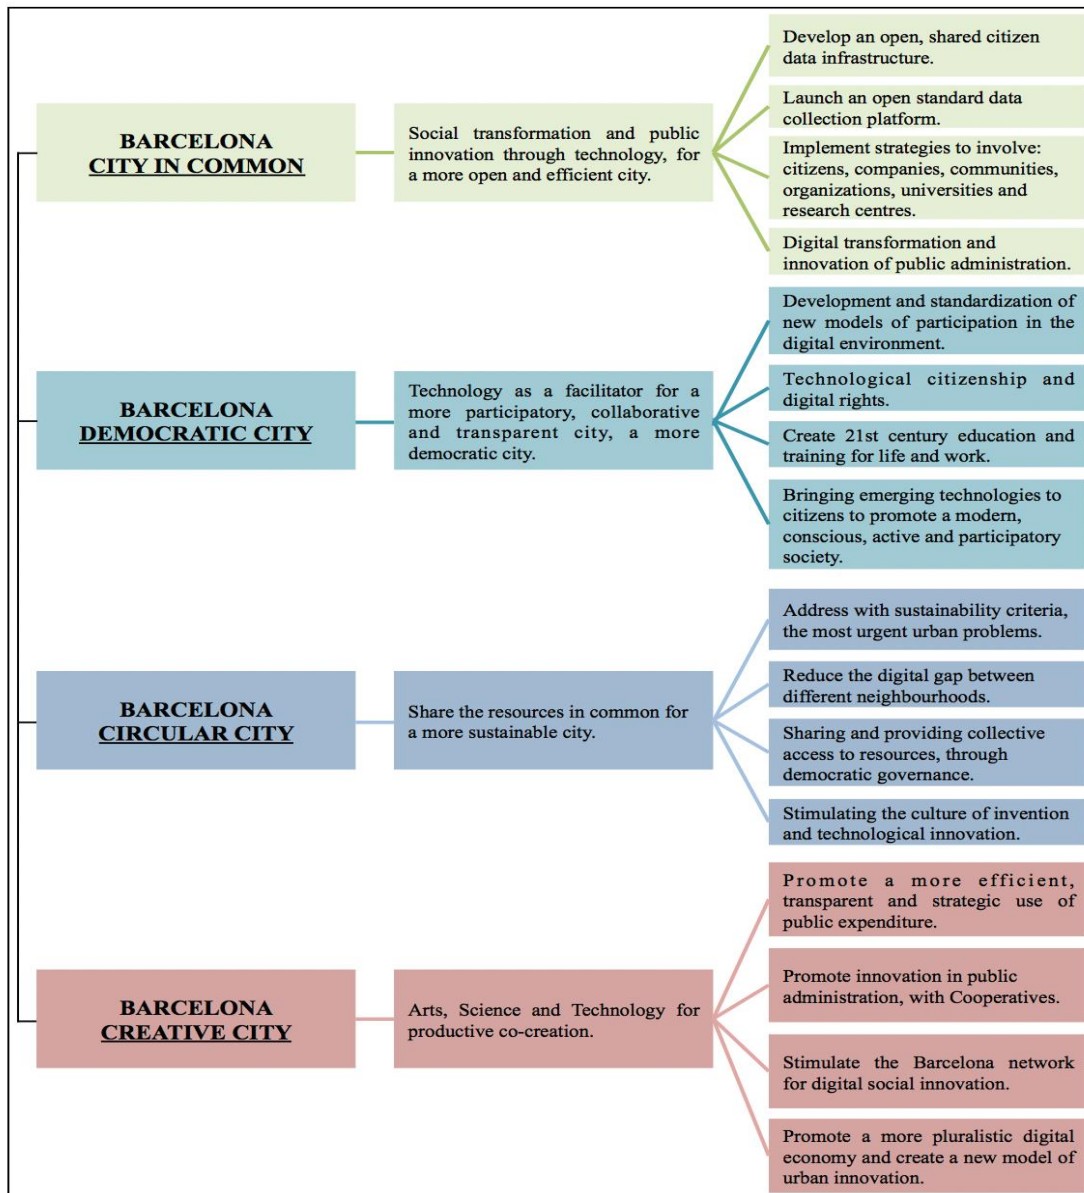 BARCELONA
CITY IN COMMON
Social transformation and public
innovation through technology, for
a more open and efficient city.
Develop an open, shared citizen
data infrastructure.
Launch an open standard data
collection platform.
Implement strategies to involve:
citizens, companies, communities,
organizations, universities and
research centres.
Digital transformation and
innovation of public administration.
BARCELONA
DEMOCRATIC CITY
Technology as a facilitator for a
more participatory, collaborative
and transparent city, a more
democratic city.
Development and standardization of
new models of participation in the
digital environment.
Technological citizenship and
digital rights.
Create 21st century education and
training for life and work.
Bringing emerging technologies to
citizens to promote a modern,
conscious, active and participatory
society.
BARCELONA
CIRCULAR CITY
Share the resources in common for
a more sustainable city.
Address with sustainability criteria,
the most urgent urban problems.
Reduce the digital gap between
different neighbourhoods.
Sharing and providing collective
access to resources, through
democratic governance.
Stimulating the culture of invention
and technological innovation.
BARCELONA
CREATIVE CITY
Arts, Science and Technology for
productive co-creation.
Promote a more efficient,
transparent and strategic use of
public expenditure.
Promote innovation in public
administration, with Cooperatives.
Stimulate the Barcelona network
for digital social innovation.
Promote a more pluralistic digital
economy and create a new model of
urban innovation.